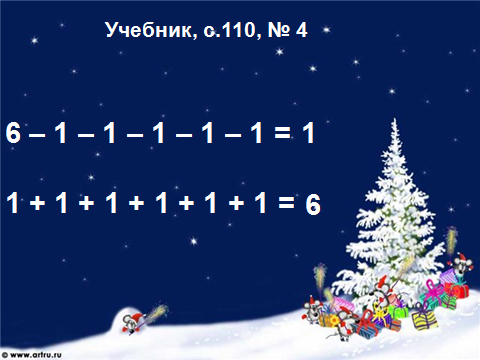 Учебник, с.110, № 4
6 – 1 – 1 – 1 – 1 – 1 = 1
1 + 1 + 1 + 1 + 1 + 1 = 6
© www.artru.ru